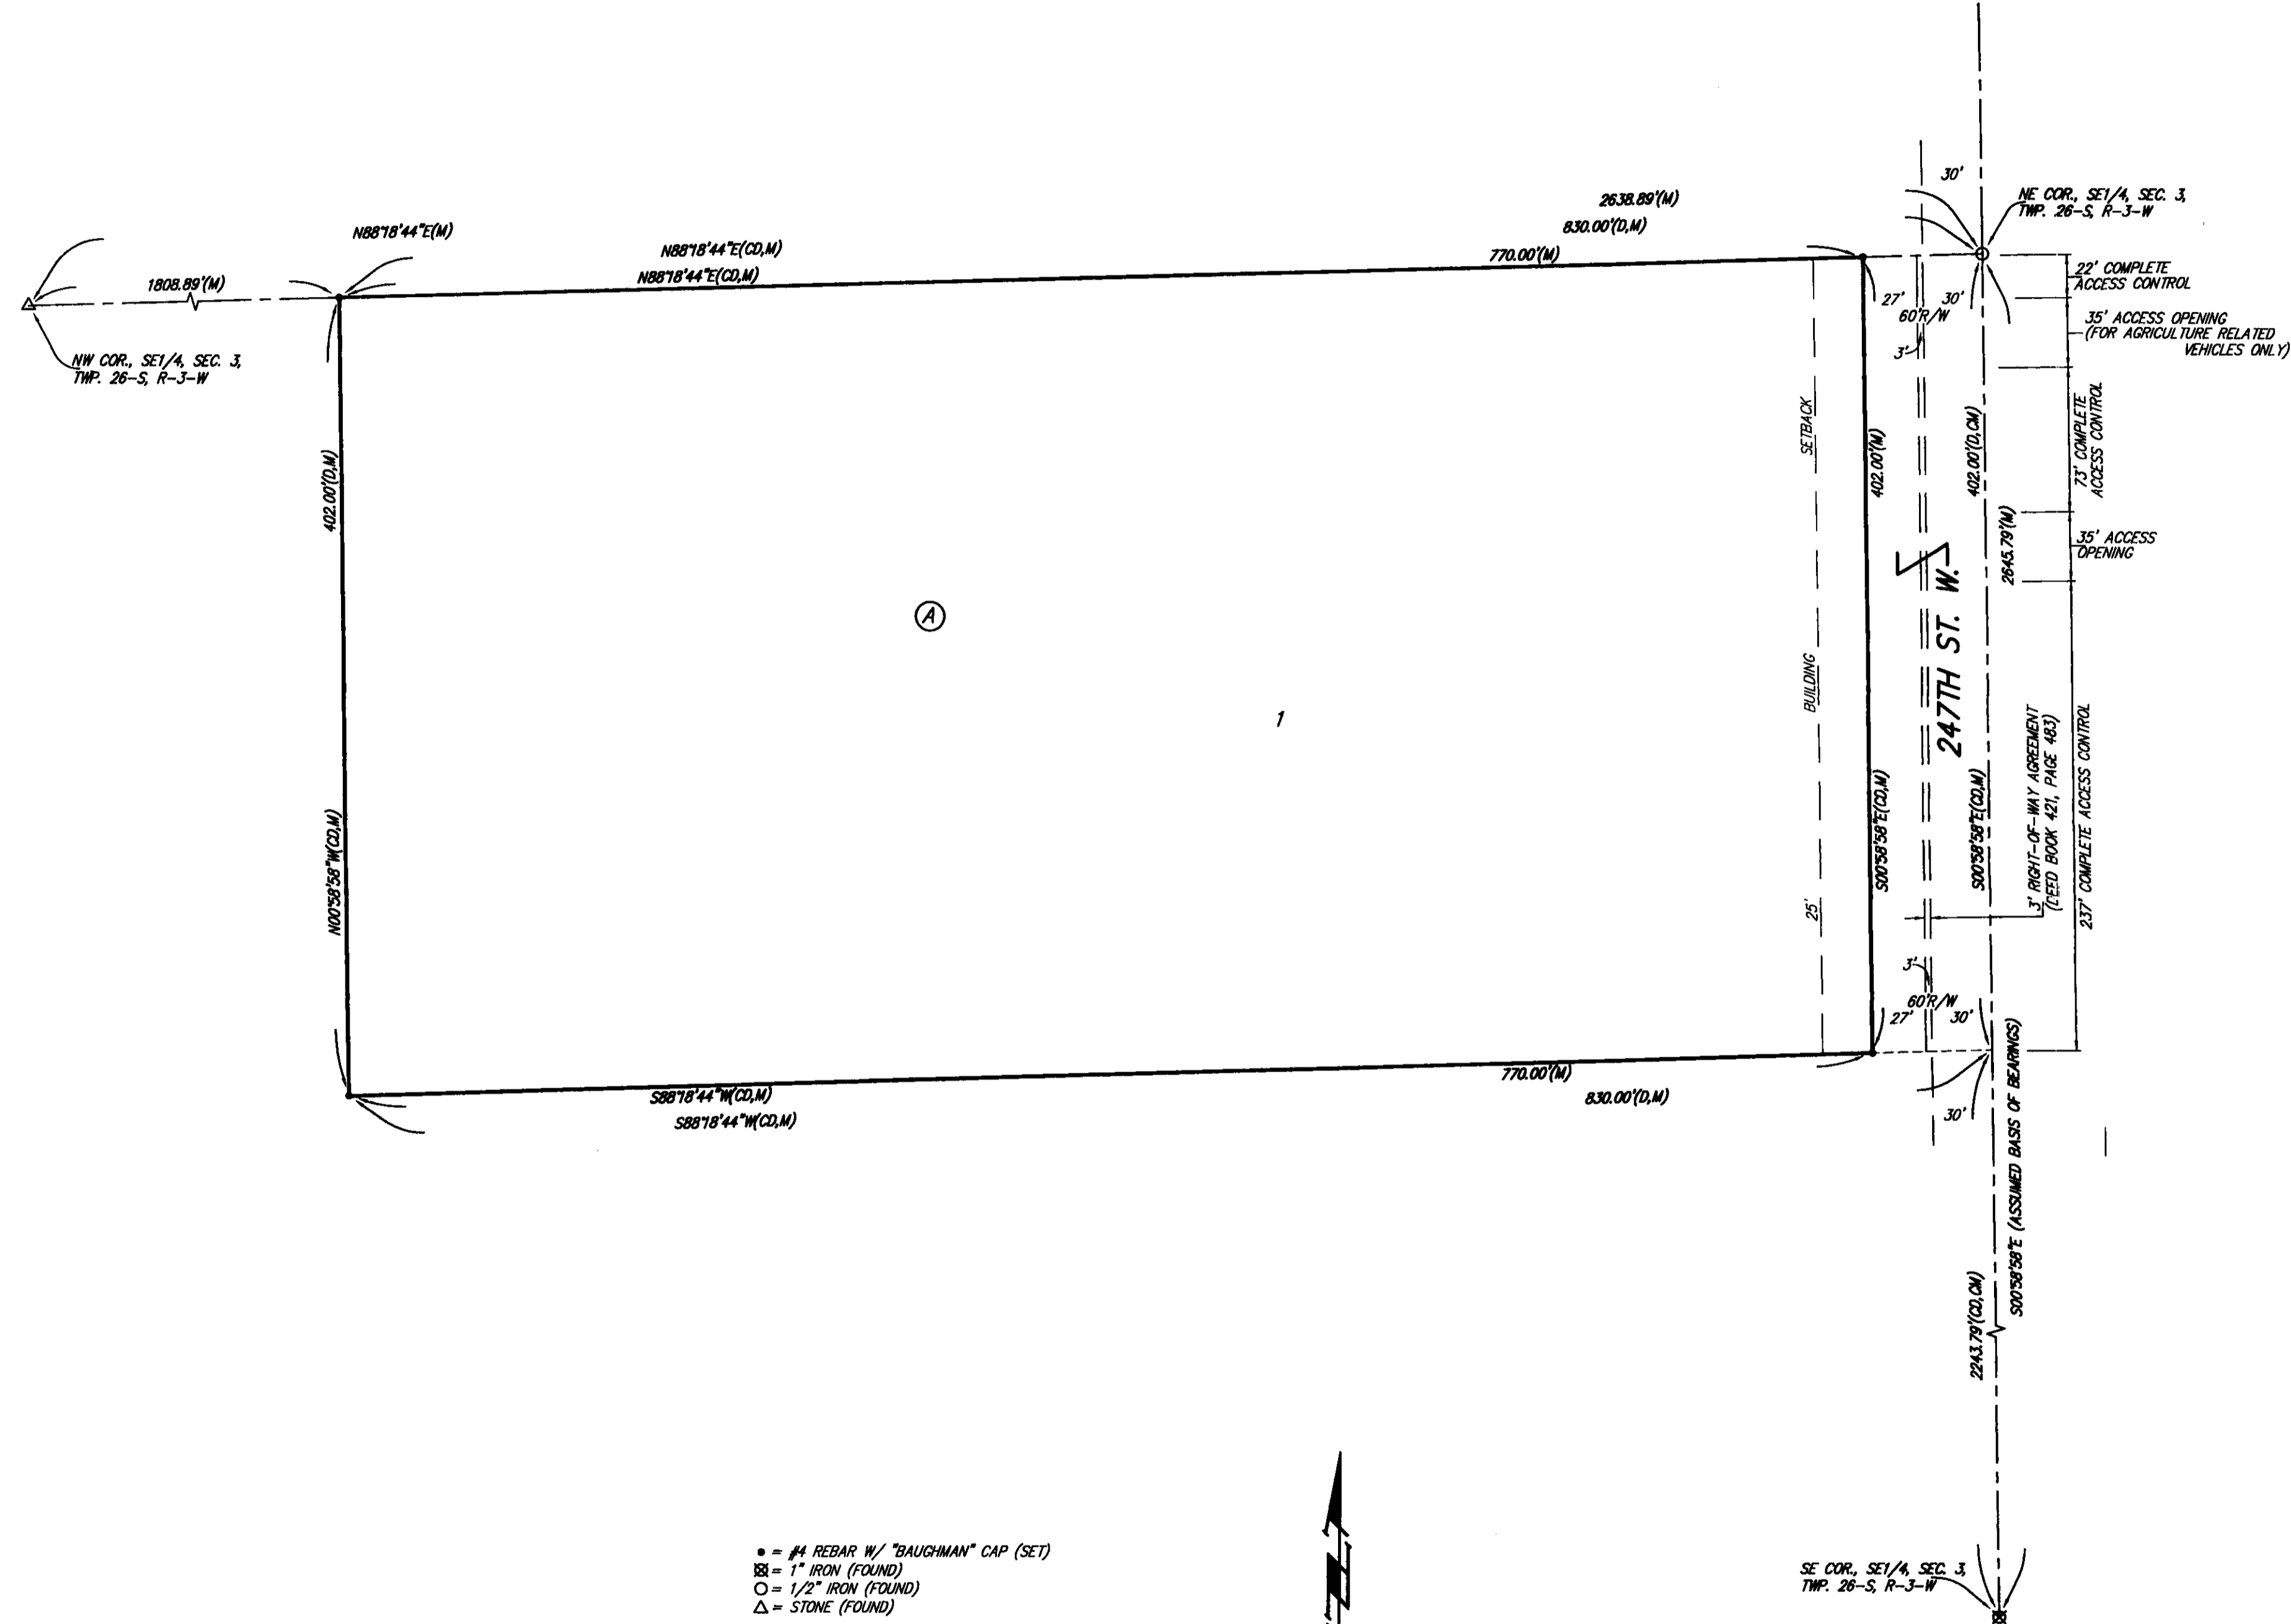 30'
NE COR., SE1/4, SEC. 3,
TWP. 26-S, R-3-W
2638.89'(M)
830.00'(D,M)
770.00'(M)
N88°18'44"E(M)
N88°18'44"E(CD,M)
N88°18'44"E(CD,M)
1808.89'(M)
NW COR., SE1/4, SEC. 3,
TWP. 26-S, R-3-W
22' COMPLETE
ACCESS CONTROL
27'
30'
60'R/W
3'
35' ACCESS OPENING
(FOR AGRICULTURE RELATED
VEHICLES ONLY)
73' COMPLETE
ACCESS CONTROL
402.00'(D,M)
SETBACK
402.00'(M)
402.00'(D,CM)
2645.79'(M)
35' ACCESS
OPENING
A
1
BUILDING
25'
247TH ST. W.
N00°58'58"W(CD,M)
S00°58'58"E(CD,M)
S00°58'58"E(CD,M)
3' RIGHT-OF-WAY AGREEMENT
(DEED BOOK 421, PAGE 483)
237' COMPLETE ACCESS CONTROL
3'
60'R/W
27'
30'
770.00'(M)
830.00'(D,M)
S88°18'44"W(CD,M)
S88°18'44"W(CD,M)
30'
S00°58'58"E (ASSUMED BASIS OF BEARINGS)
2243.79'(CD,CM)
= #4 REBAR W/ "BAUGHMAN" CAP (SET)
= 1" IRON (FOUND)
= 1/2" IRON (FOUND)
= STONE (FOUND)
N
SE COR., SE1/4, SEC. 3,
TWP. 26-S, R-3-W